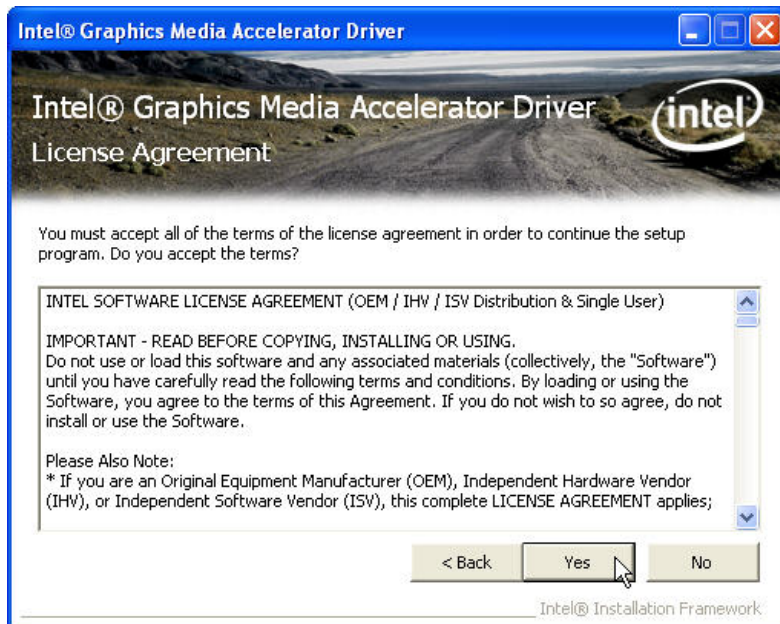 Intel® Graphics Media Accelerator Driver
Intel® Graphics Media Accelerator Driver
intel
License Agreement
You must accept all of the terms of the license agreement in order to continue the setup
program. Do you accept the terms?
INTEL SOFTWARE LICENSE AGREEMENT (OEM / IHV / ISV Distribution & Single User)
IMPORTANT - READ BEFORE COPYING, INSTALLING OR USING.
Do not use or load this software and any associated materials (collectively, the "Software")
until you have carefully read the following terms and conditions. By loading or using the
Software, you agree to the terms of this Agreement. If you do not wish to so agree, do not
install or use the Software.
Please Also Note:
* If you are an Original Equipment Manufacturer (OEM), Independent Hardware Vendor
(IHV), or Independent Software Vendor (ISV), this complete LICENSE AGREEMENT applies;
< Back Yes No
Intel® Installation Framework